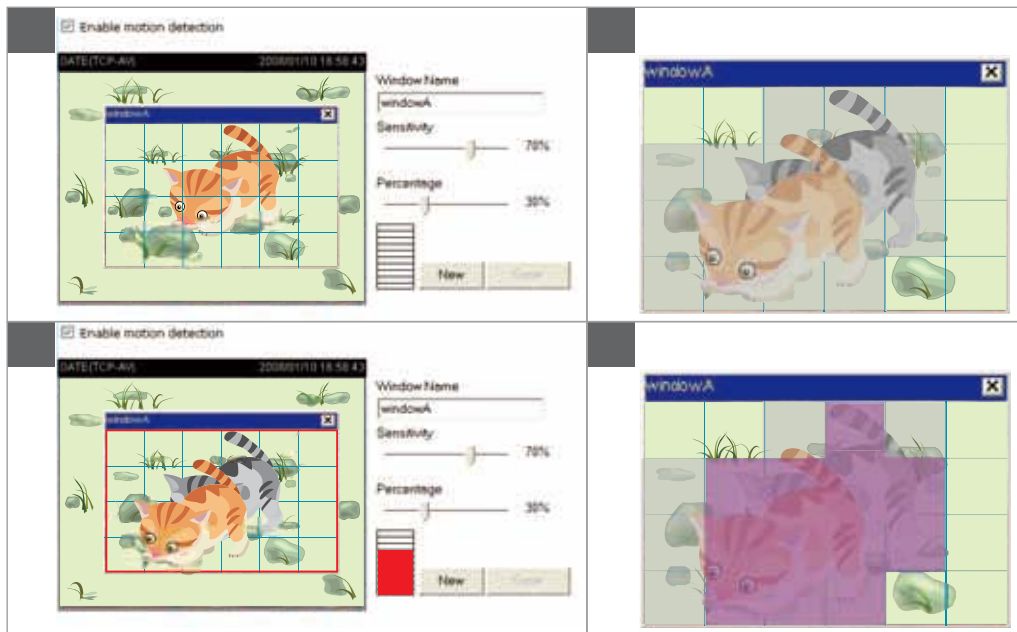 Enable motion detection
DATE(TCP-AV) 2008/01/10 16:58:43
windowA
Window Name
windowA
Sensitivity
70%
Percentage
30%
New
windowA
Enable motion detection
DATE(TCP-AV) 2008/01/10 16:58:43
windowA
Window Name
windowA
Sensitivity
70%
Percentage
30%
New
windowA